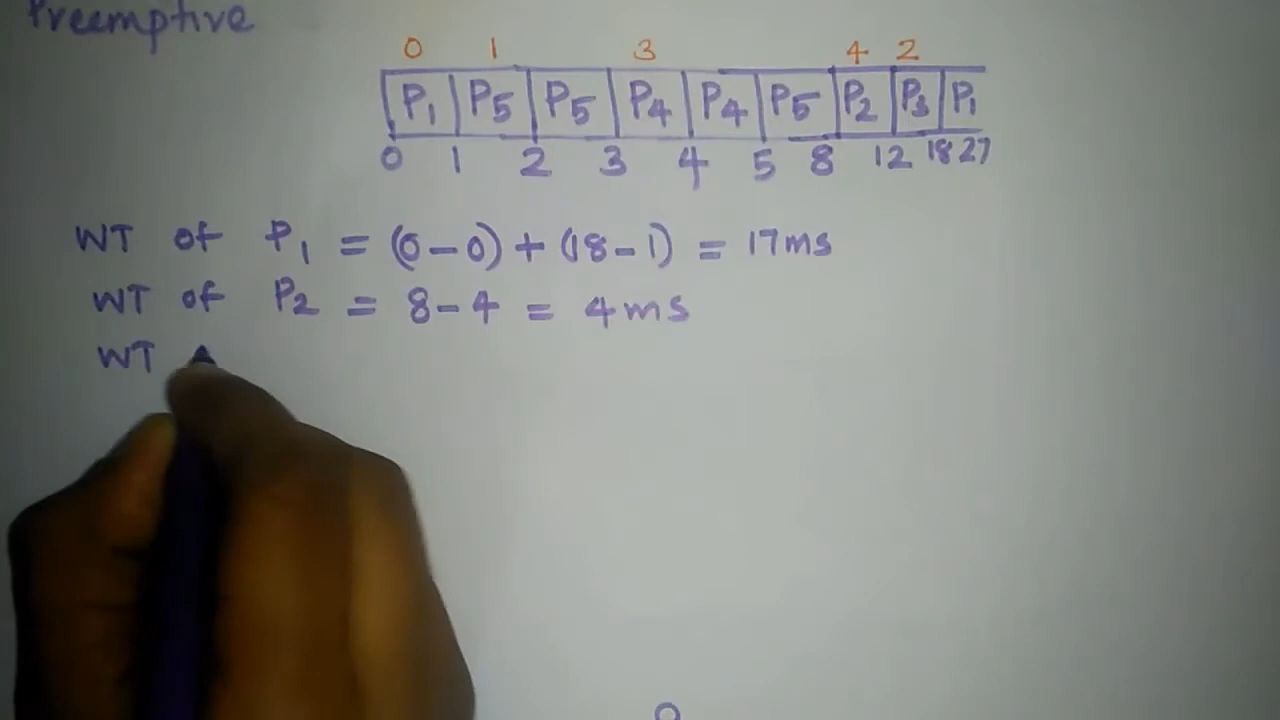 Preemptive
0 1 3 4 2
P1 P5 P5 P4 P4 P5 P2 P3 P1
0 1 2 3 4 5 8 12 18 27
WT of P1 = (0-0) + (18-1) = 17ms
WT of P2 = 8-4 = 4ms
WT